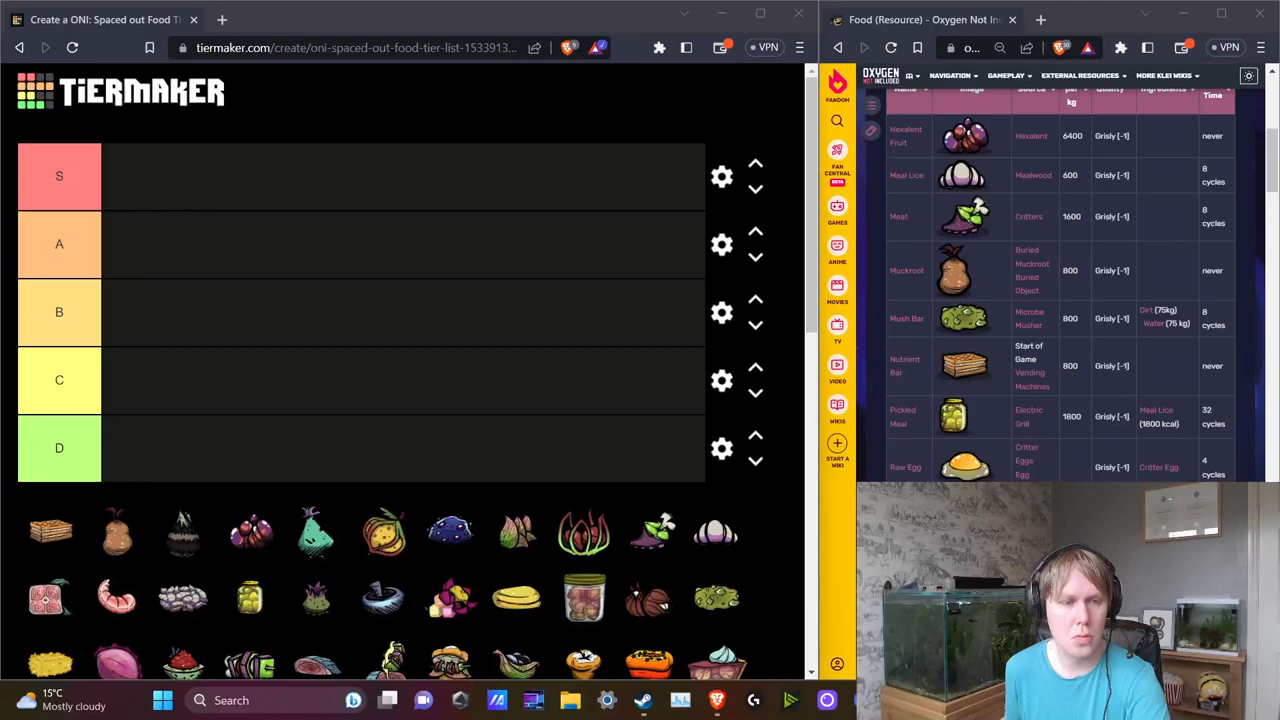 Create a ONI: Spaced out Food Ti
Food (Resource) - Oxygen Not Inc
tiermaker.com/create/oni-spaced-out-food-tier-list-1533913...
VPN
o...
VPN
TiERMAKER
S
A
B
C
D
FANDOM
FAN CENTRAL
BETA
GAMES
ANIME
MOVIES
TV
VIDEO
WIKIS
START A WIKI
OXYGEN NOT INCLUDED
NAVIGATION
GAMEPLAY
EXTERNAL RESOURCES
MORE KLEI WIKIS
Name Image Source per kg Quality Ingredients Time
Hexalent Fruit Hexalent 6400 Grisly [-1] never
Meal Lice Mealwood 600 Grisly [-1] 8 cycles
Meat Critters 1600 Grisly [-1] 8 cycles
Muckroot Buried Muckroot Buried Object 800 Grisly [-1] never
Mush Bar Microbe Musher 800 Grisly [-1] Dirt (75kg) Water (75 kg) 8 cycles
Nutrient Bar Start of Game Vending Machines 800 Grisly [-1] never
Pickled Meal Electric Grill 1800 Grisly [-1] Meal Lice (1800 kcal) 32 cycles
Raw Egg Critter Eggs Egg Grisly [-1] Critter Egg 4 cycles
15°C
Mostly cloudy
Search